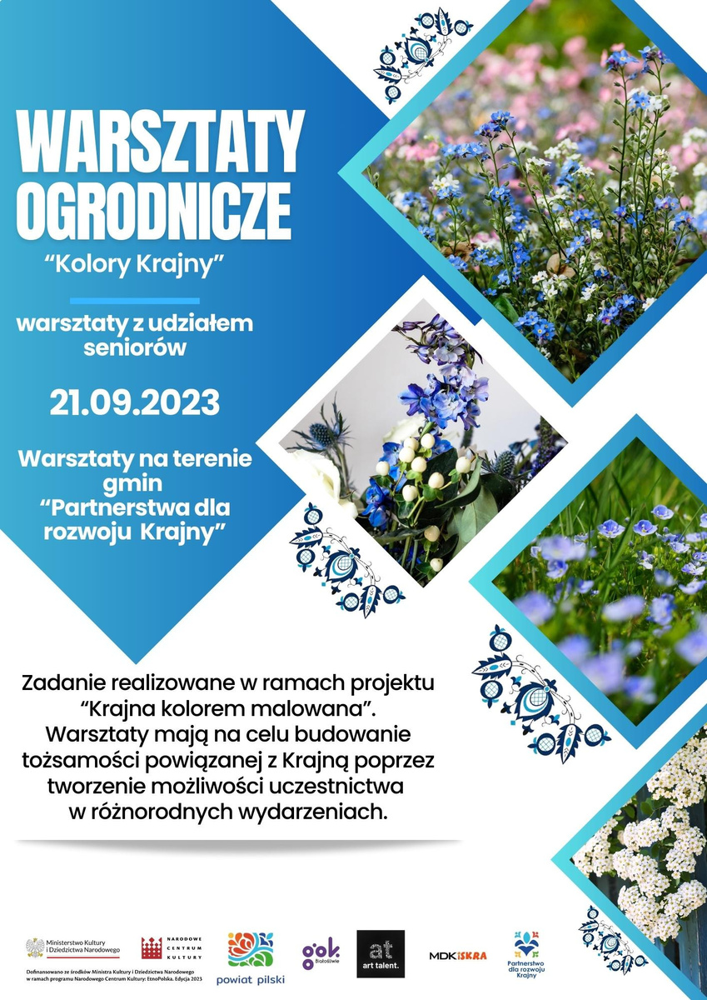 WARSZTATY
OGRODNICZE
“Kolory Krajny”
warsztaty z udziałem
seniorów
21.09.2023
Warsztaty na terenie
gmin
“Partnerstwa dla
rozwoju Krajny”
Zadanie realizowane w ramach projektu
“Krajna kolorem malowana”.
Warsztaty mają na celu budowanie
tożsamości powiązanej z Krajną poprzez
tworzenie możliwości uczestnictwa
w różnorodnych wydarzeniach.
Ministerstwo Kultury
i Dziedzictwa Narodowego
NARODOWE
CENTRUM
KULTURY
Dofinansowano ze środków Ministra Kultury i Dziedzictwa Narodowego
w ramach programu Narodowego Centrum Kultury: EtnoPolska. Edycja 2023
powiat pilski
gok
Białośliwie
at
art talent.
MDK ISKRA
Partnerstwo
dla rozwoju
Krajny